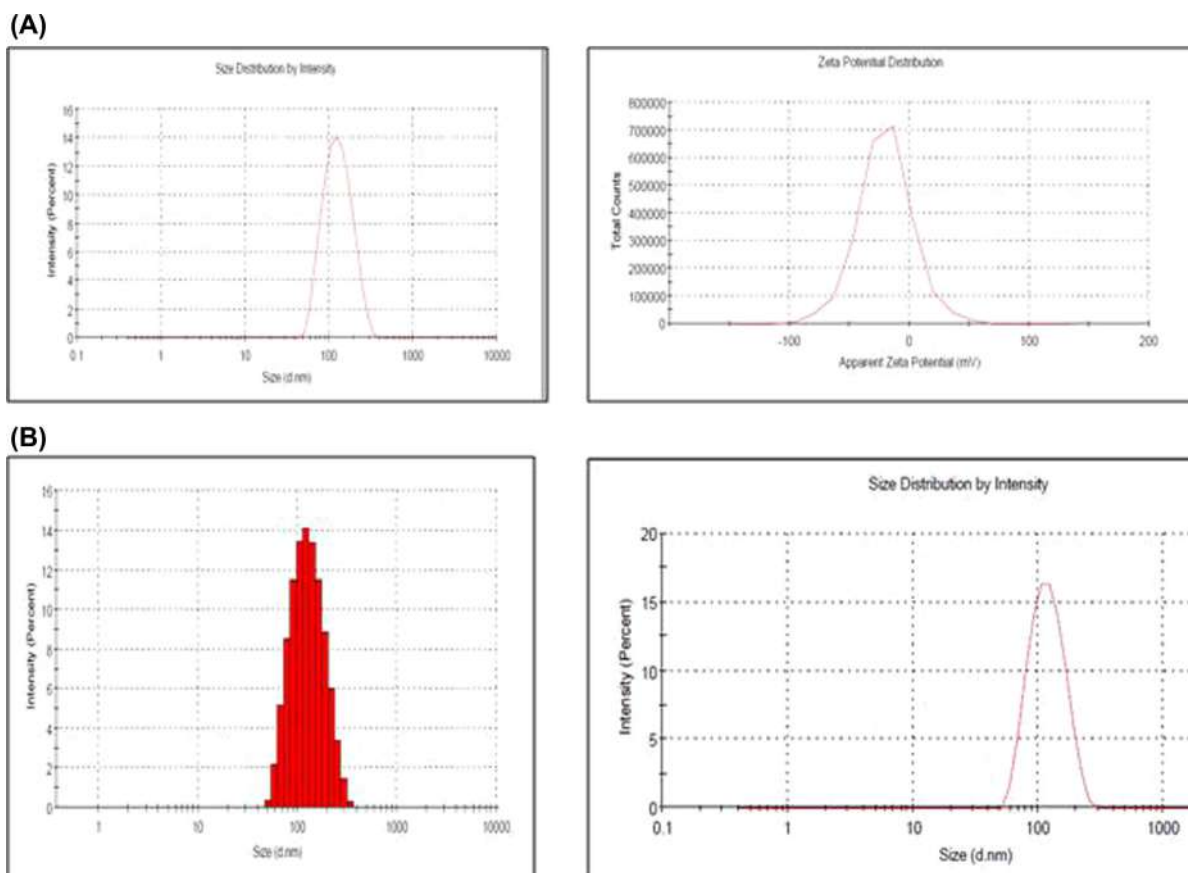 (A)
Size Distribution by Intensity
16
14
12
10
8
6
4
2
0
0.1 1 10 100 1000 10000
Intensity (Percent)
Size (d.nm)
Zeta Potential Distribution
800000
700000
600000
500000
400000
300000
200000
100000
0
-100 0 100 200
Total Counts
Apparent Zeta Potential (mV)
(B)
16
14
12
10
8
6
4
2
0
1 10 100 1000 10000
Intensity (Percent)
Size (d.nm)
Size Distribution by Intensity
20
15
10
5
0
0.1 1 10 100 1000
Intensity (Percent)
Size (d.nm)